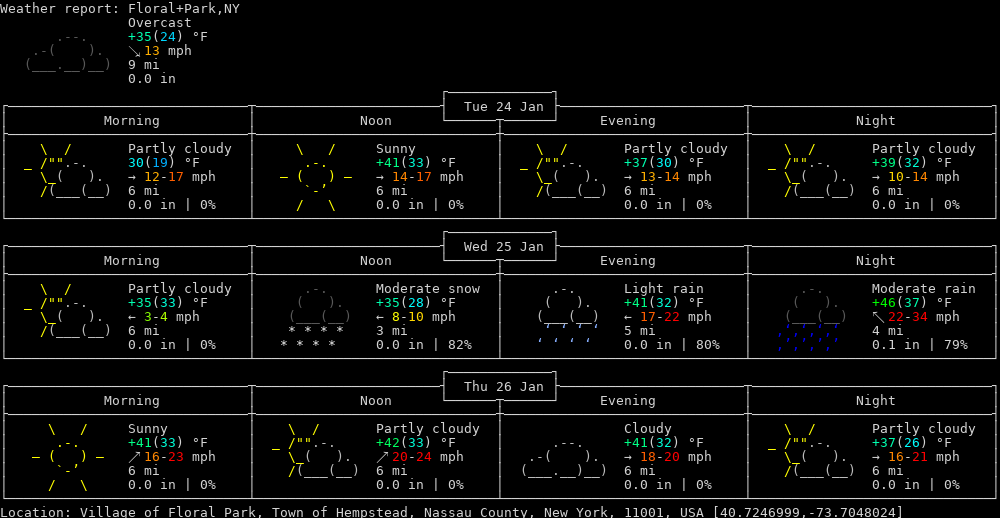 Weather report: Floral+Park,NY
Overcast
+35(24) °F
↘ 13 mph
9 mi
0.0 in
Tue 24 Jan
Morning Noon Evening Night
Partly cloudy Sunny Partly cloudy Partly cloudy
30(19) °F +41(33) °F +37(30) °F +39(32) °F
→ 12-17 mph → 14-17 mph → 13-14 mph → 10-14 mph
6 mi 6 mi 6 mi 6 mi
0.0 in | 0% 0.0 in | 0% 0.0 in | 0% 0.0 in | 0%
Wed 25 Jan
Morning Noon Evening Night
Partly cloudy Moderate snow Light rain Moderate rain
+35(33) °F +35(28) °F +41(32) °F +46(37) °F
← 3-4 mph ← 8-10 mph ← 17-22 mph ↖ 22-34 mph
6 mi 3 mi 5 mi 4 mi
0.0 in | 0% 0.0 in | 82% 0.0 in | 80% 0.1 in | 79%
Thu 26 Jan
Morning Noon Evening Night
Sunny Partly cloudy Cloudy Partly cloudy
+41(33) °F +42(33) °F +41(32) °F +37(26) °F
↗ 16-23 mph ↗ 20-24 mph → 18-20 mph → 16-21 mph
6 mi 6 mi 6 mi 6 mi
0.0 in | 0% 0.0 in | 0% 0.0 in | 0% 0.0 in | 0%
Location: Village of Floral Park, Town of Hempstead, Nassau County, New York, 11001, USA [40.7246999,-73.7048024]